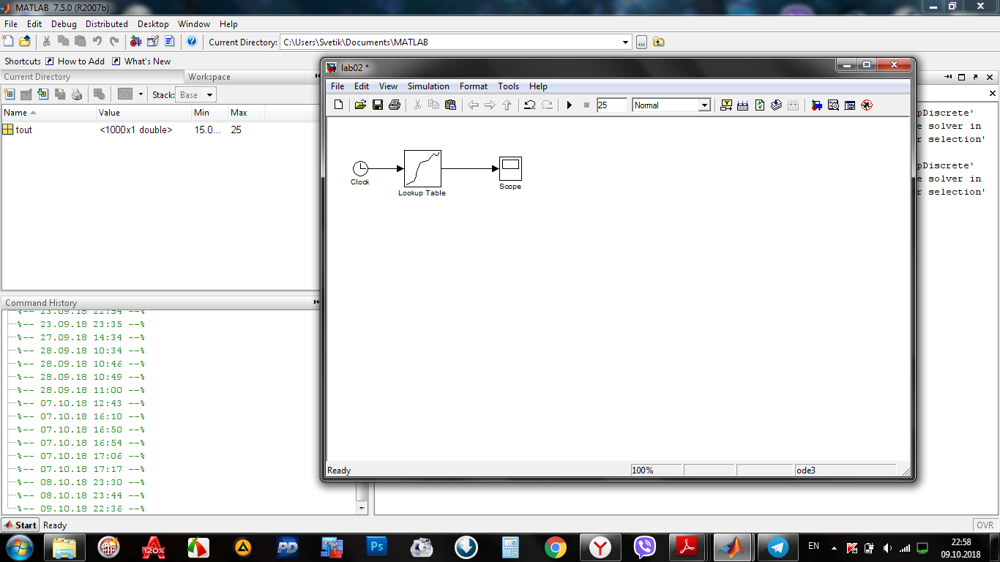 MATLAB 7.5.0 (R2007b)
File Edit Debug Distributed Desktop Window Help
Current Directory: C:\Users\Svetik\Documents\MATLAB ...
Shortcuts How to Add What's New
Current Directory Workspace
Stack: Base
Name Value Min Max
tout <1000x1 double> 15.0... 25
Command History
%-- 23.09.18 22:54 --%
%-- 23.09.18 23:35 --%
%-- 27.09.18 14:34 --%
%-- 28.09.18 10:34 --%
%-- 28.09.18 10:46 --%
%-- 28.09.18 10:49 --%
%-- 28.09.18 11:00 --%
%-- 07.10.18 12:43 --%
%-- 07.10.18 16:10 --%
%-- 07.10.18 16:50 --%
%-- 07.10.18 16:54 --%
%-- 07.10.18 17:06 --%
%-- 07.10.18 17:17 --%
%-- 08.10.18 23:30 --%
%-- 08.10.18 23:44 --%
%-- 09.10.18 22:36 --%
lab02 *
File Edit View Simulation Format Tools Help
25 Normal
Clock
Lookup Table
Scope
Ready 100% ode3
pDiscrete'
e solver in
r selection'
pDiscrete'
e solver in
r selection'
Start Ready OVR
120%
PD
Ps
EN
22:58
09.10.2018